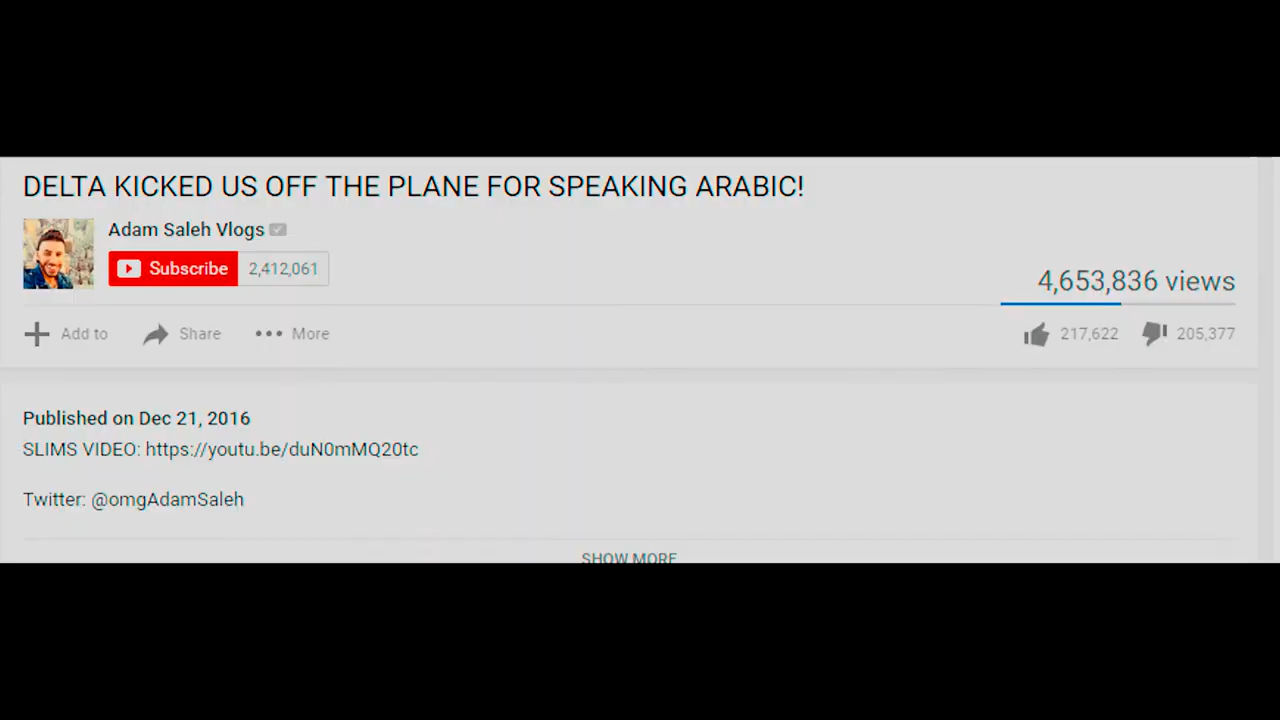 DELTA KICKED US OFF THE PLANE FOR SPEAKING ARABIC!
Adam Saleh Vlogs
Subscribe 2,412,061
4,653,836 views
Add to Share More 217,622 205,377
Published on Dec 21, 2016
SLIMS VIDEO: https://youtu.be/duN0mMQ20tc
Twitter: @omgAdamSaleh
SHOW MORE